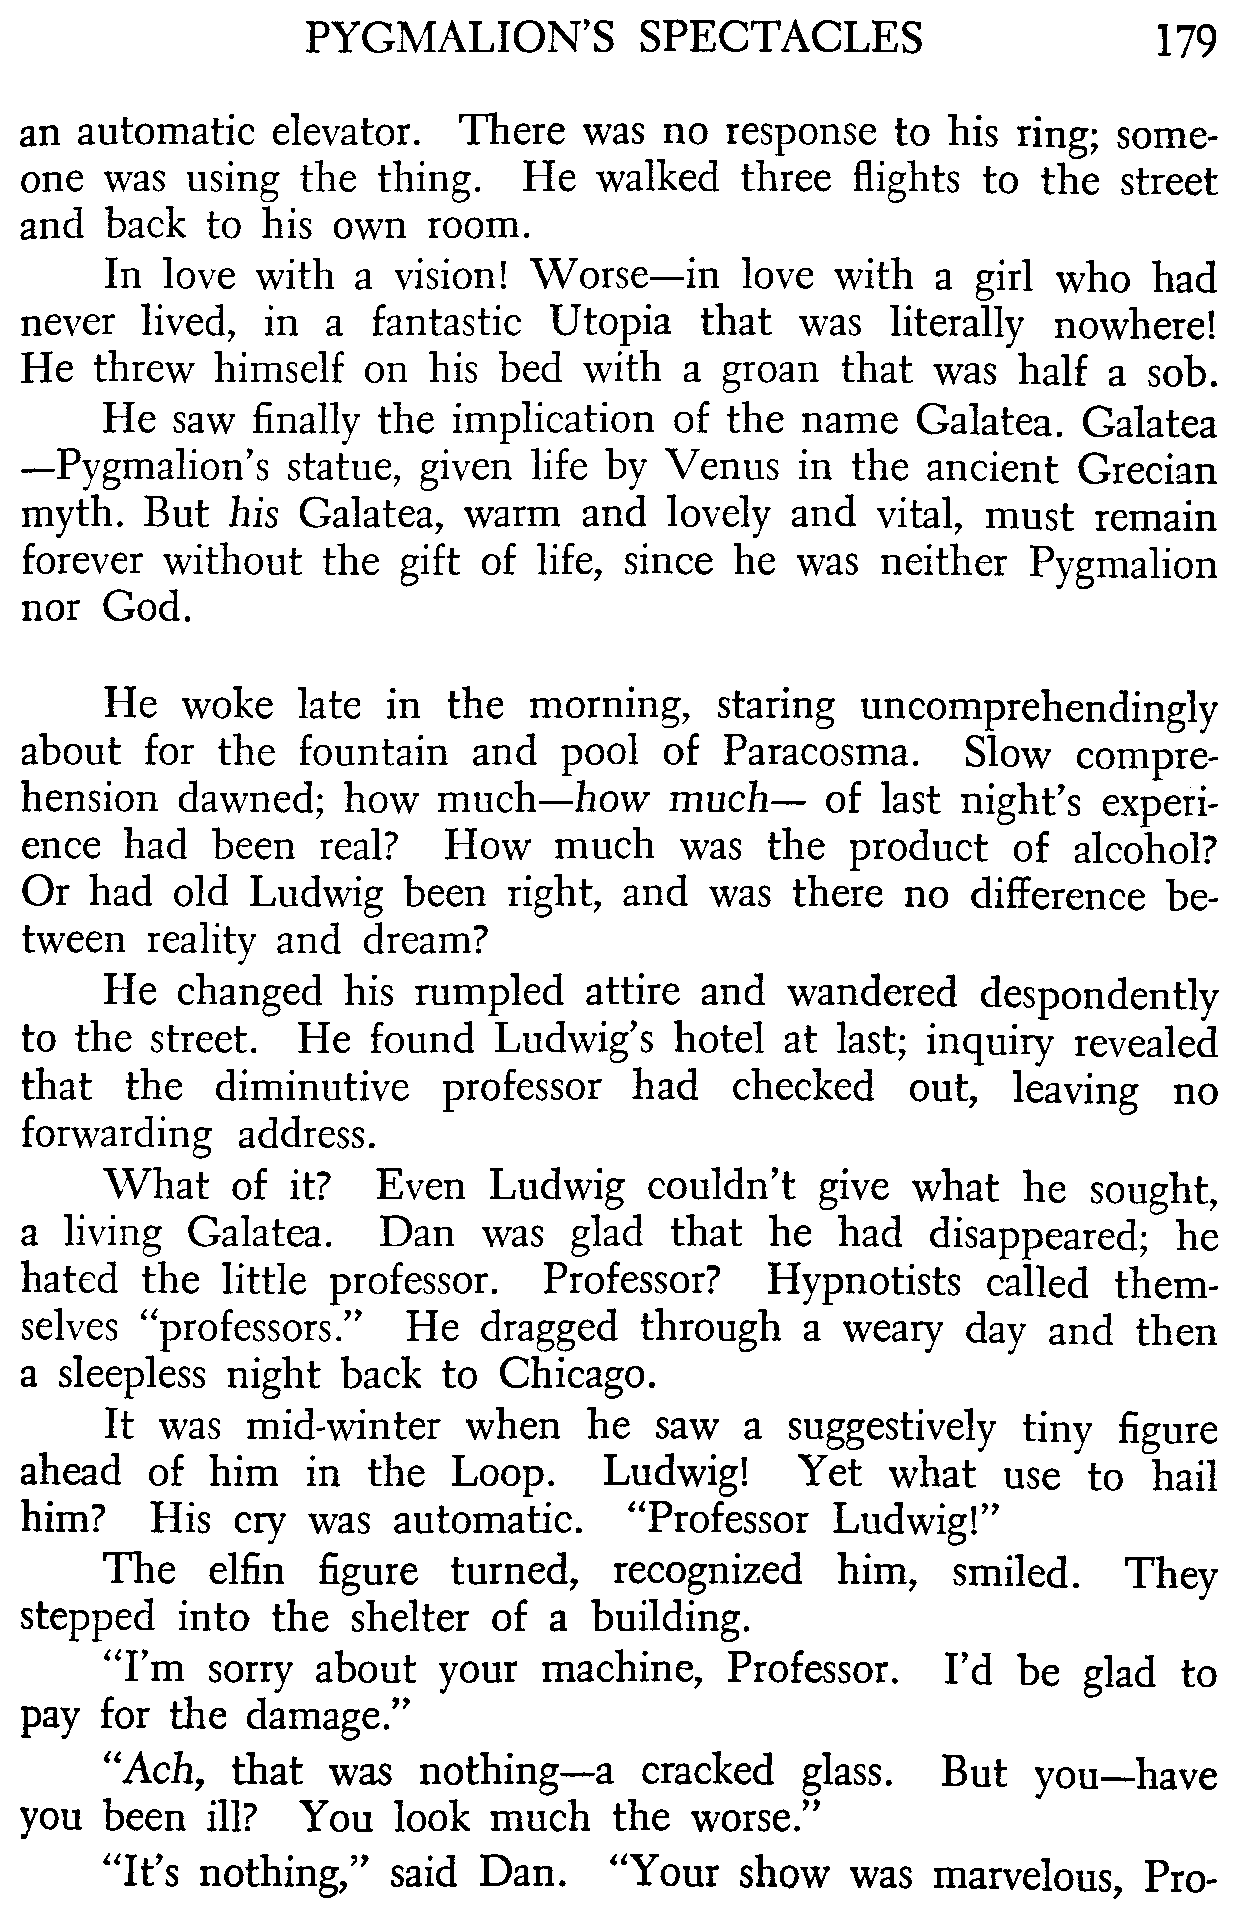 PYGMALION'S SPECTACLES 179
an automatic elevator. There was no response to his ring; some-
one was using the thing. He walked three flights to the street
and back to his own room.
In love with a vision! Worse—in love with a girl who had
never lived, in a fantastic Utopia that was literally nowhere!
He threw himself on his bed with a groan that was half a sob.
He saw finally the implication of the name Galatea. Galatea
—Pygmalion's statue, given life by Venus in the ancient Grecian
myth. But his Galatea, warm and lovely and vital, must remain
forever without the gift of life, since he was neither Pygmalion
nor God.
He woke late in the morning, staring uncomprehendingly
about for the fountain and pool of Paracosma. Slow compre-
hension dawned; how much—how much— of last night's experi-
ence had been real? How much was the product of alcohol?
Or had old Ludwig been right, and was there no difference be-
tween reality and dream?
He changed his rumpled attire and wandered despondently
to the street. He found Ludwig's hotel at last; inquiry revealed
that the diminutive professor had checked out, leaving no
forwarding address.
What of it? Even Ludwig couldn't give what he sought,
a living Galatea. Dan was glad that he had disappeared; he
hated the little professor. Professor? Hypnotists called them-
selves "professors." He dragged through a weary day and then
a sleepless night back to Chicago.
It was mid-winter when he saw a suggestively tiny figure
ahead of him in the Loop. Ludwig! Yet what use to hail
him? His cry was automatic. "Professor Ludwig!"
The elfin figure turned, recognized him, smiled. They
stepped into the shelter of a building.
"I'm sorry about your machine, Professor. I'd be glad to
pay for the damage."
"Ach, that was nothing—a cracked glass. But you—have
you been ill? You look much the worse."
"It's nothing," said Dan. "Your show was marvelous, Pro-